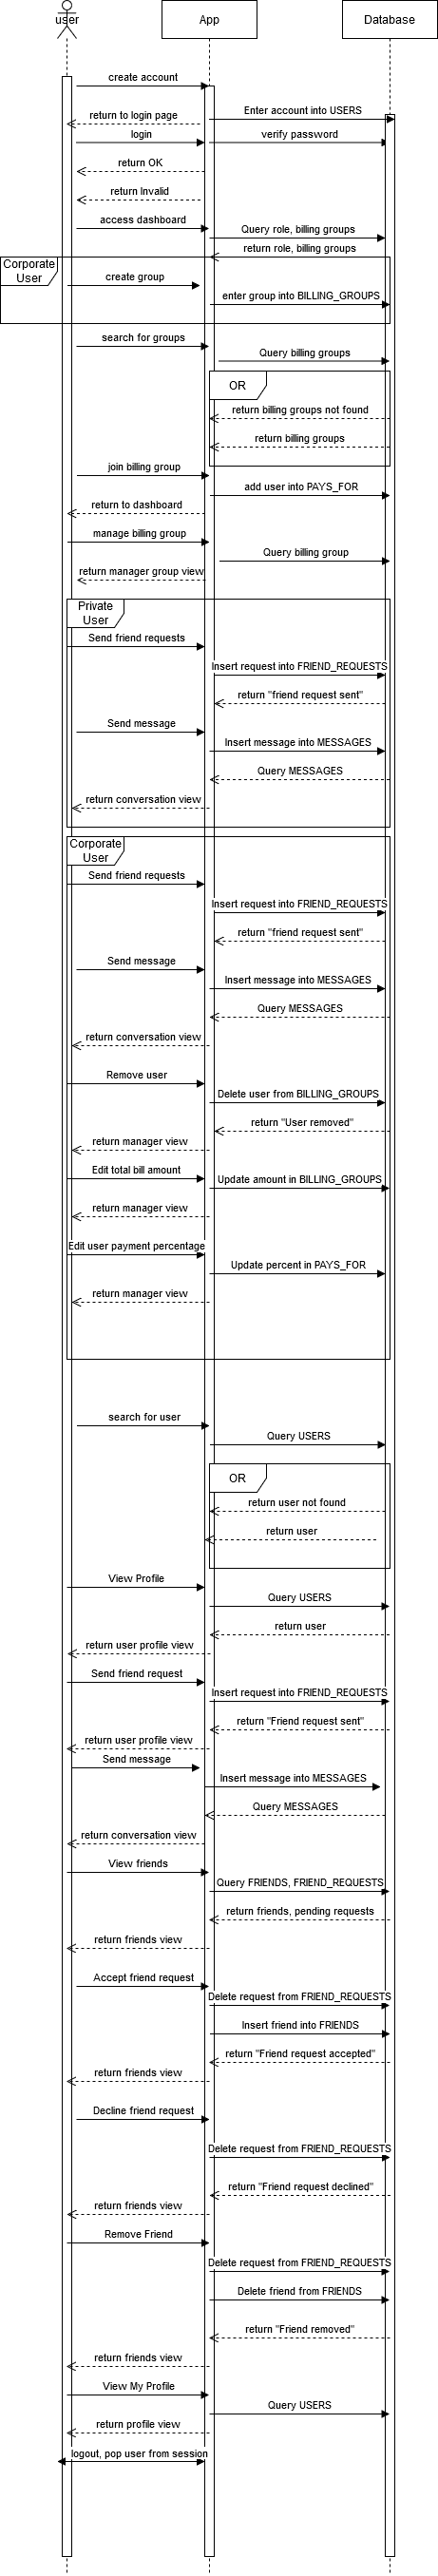 user
App
Database
create account
Enter account into USERS
return to login page
login
verify password
return OK
return Invalid
access dashboard
Query role, billing groups
return role, billing groups
Corporate
User
create group
enter group into BILLING_GROUPS
search for groups
Query billing groups
OR
return billing groups not found
return billing groups
join billing group
add user into PAYS_FOR
return to dashboard
manage billing group
Query billing group
return manager group view
Private
User
Send friend requests
Insert request into FRIEND_REQUESTS
return "friend request sent"
Send message
Insert message into MESSAGES
Query MESSAGES
return conversation view
Corporate
User
Send friend requests
Insert request into FRIEND_REQUESTS
return "friend request sent"
Send message
Insert message into MESSAGES
Query MESSAGES
return conversation view
Remove user
Delete user from BILLING_GROUPS
return "User removed"
return manager view
Edit total bill amount
Update amount in BILLING_GROUPS
return manager view
Edit user payment percentage
Update percent in PAYS_FOR
return manager view
search for user
Query USERS
OR
return user not found
return user
View Profile
Query USERS
return user
return user profile view
Send friend request
Insert request into FRIEND_REQUESTS
return "Friend request sent"
return user profile view
Send message
Insert message into MESSAGES
Query MESSAGES
return conversation view
View friends
Query FRIENDS, FRIEND_REQUESTS
return friends, pending requests
return friends view
Accept friend request
Delete request from FRIEND_REQUESTS
Insert friend into FRIENDS
return "Friend request accepted"
return friends view
Decline friend request
Delete request from FRIEND_REQUESTS
return "Friend request declined"
return friends view
Remove Friend
Delete request from FRIEND_REQUESTS
Delete friend from FRIENDS
return "Friend removed"
return friends view
View My Profile
Query USERS
return profile view
logout, pop user from session